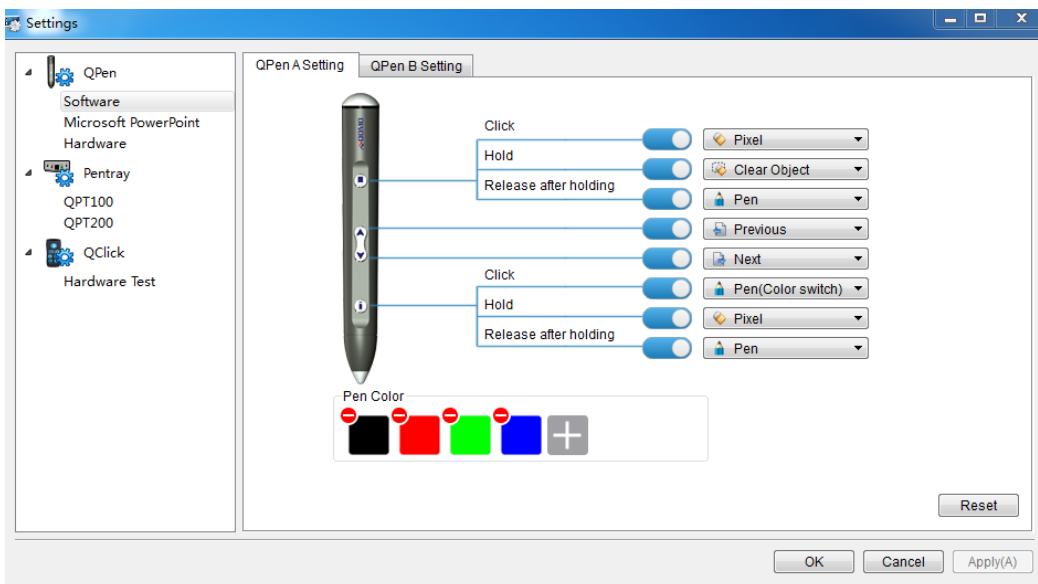 Settings
QPen
Software
Microsoft PowerPoint
Hardware
Pentray
QPT100
QPT200
QClick
Hardware Test
QPen A Setting
QPen B Setting
QOMO
Click
Pixel
Hold
Clear Object
Release after holding
Pen
Previous
Next
Click
Pen(Color switch)
Hold
Pixel
Release after holding
Pen
Pen Color
Reset
OK
Cancel
Apply(A)